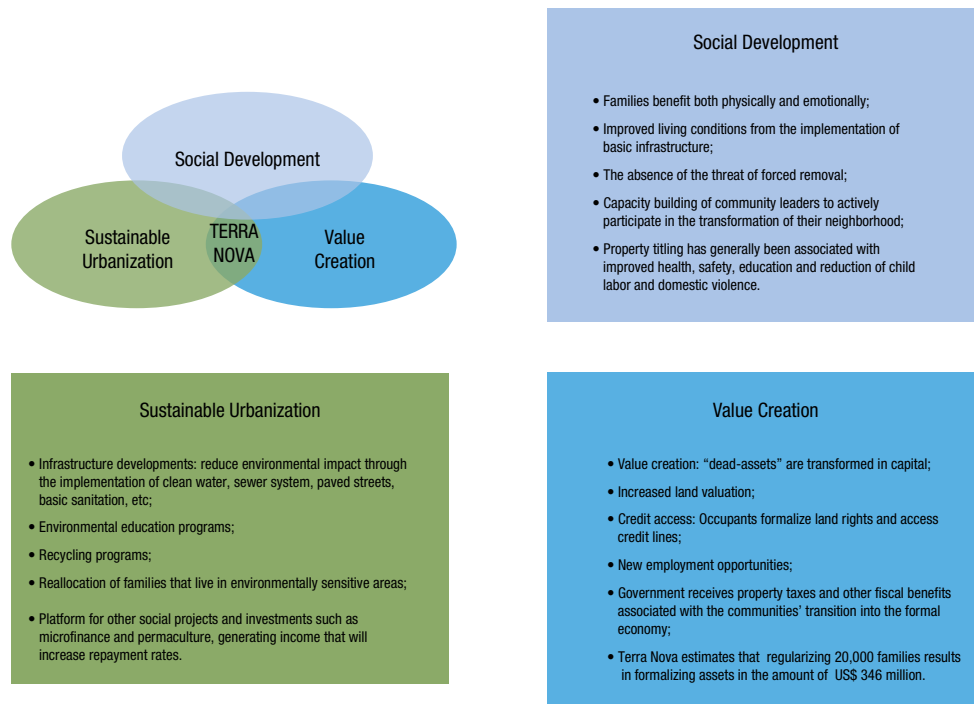 Social Development
Sustainable
Urbanization
TERRA
NOVA
Value
Creation
Social Development
• Families benefit both physically and emotionally;
• Improved living conditions from the implementation of
basic infrastructure;
• The absence of the threat of forced removal;
• Capacity building of community leaders to actively
participate in the transformation of their neighborhood;
• Property titling has generally been associated with
improved health, safety, education and reduction of child
labor and domestic violence.
Sustainable Urbanization
• Infrastructure developments: reduce environmental impact through
the implementation of clean water, sewer system, paved streets,
basic sanitation, etc;
• Environmental education programs;
• Recycling programs;
• Reallocation of families that live in environmentally sensitive areas;
• Platform for other social projects and investments such as
microfinance and permaculture, generating income that will
increase repayment rates.
Value Creation
• Value creation: “dead-assets” are transformed in capital;
• Increased land valuation;
• Credit access: Occupants formalize land rights and access
credit lines;
• New employment opportunities;
• Government receives property taxes and other fiscal benefits
associated with the communities’ transition into the formal
economy;
• Terra Nova estimates that regularizing 20,000 families results
in formalizing assets in the amount of US$ 346 million.